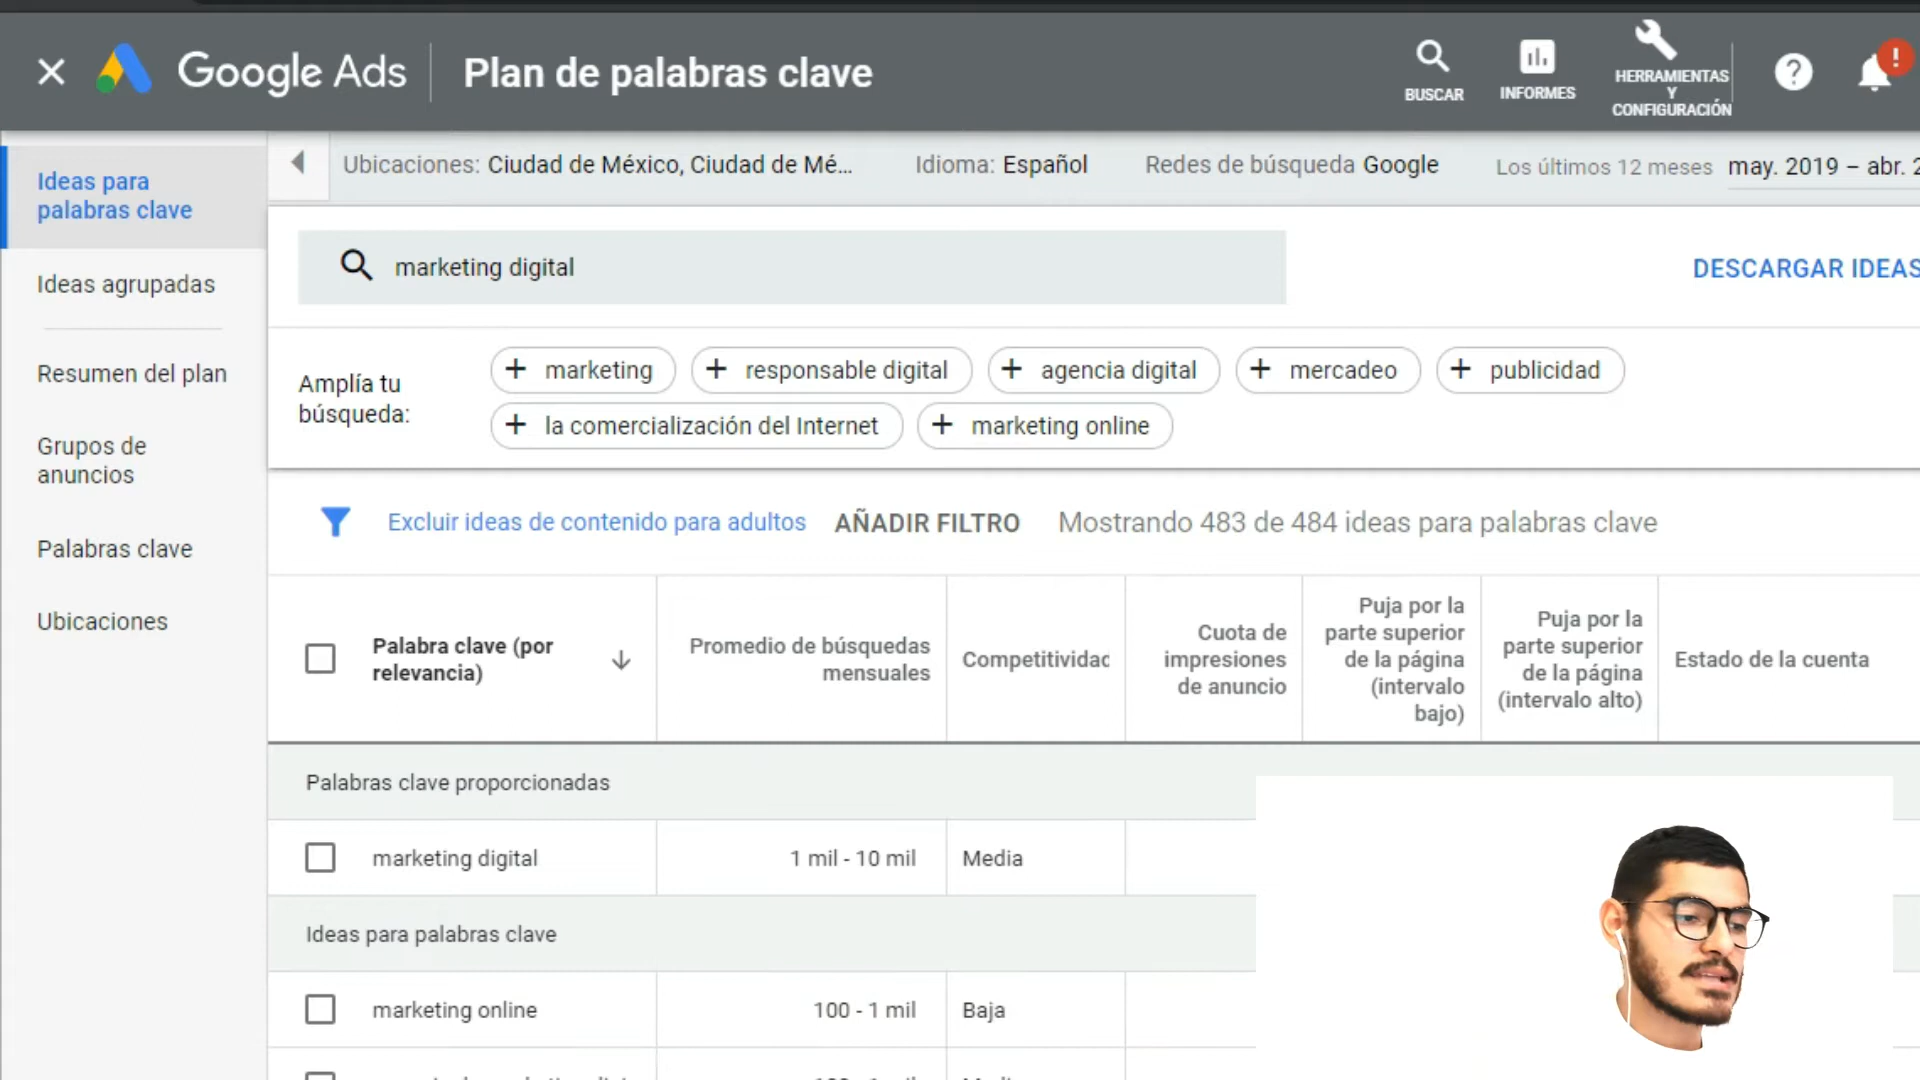 Google Ads
Plan de palabras clave
BUSCAR
INFORMES
HERRAMIENTAS
Y
CONFIGURACIÓN
!
Ideas para
palabras clave
Ideas agrupadas
Resumen del plan
Grupos de
anuncios
Palabras clave
Ubicaciones
Ubicaciones: Ciudad de México, Ciudad de Mé...
Idioma: Español
Redes de búsqueda Google
Los últimos 12 meses may. 2019 – abr. 2
marketing digital
DESCARGAR IDEAS
Amplía tu
búsqueda:
+ marketing
+ responsable digital
+ agencia digital
+ mercadeo
+ publicidad
+ la comercialización del Internet
+ marketing online
Excluir ideas de contenido para adultos
AÑADIR FILTRO
Mostrando 483 de 484 ideas para palabras clave
Palabra clave (por
relevancia)
Promedio de búsquedas
mensuales
Competitividad
Cuota de
impresiones
de anuncio
Puja por la
parte superior
de la página
(intervalo
bajo)
Puja por la
parte superior
de la página
(intervalo alto)
Estado de la cuenta
Palabras clave proporcionadas
marketing digital
1 mil - 10 mil
Media
Ideas para palabras clave
marketing online
100 - 1 mil
Baja